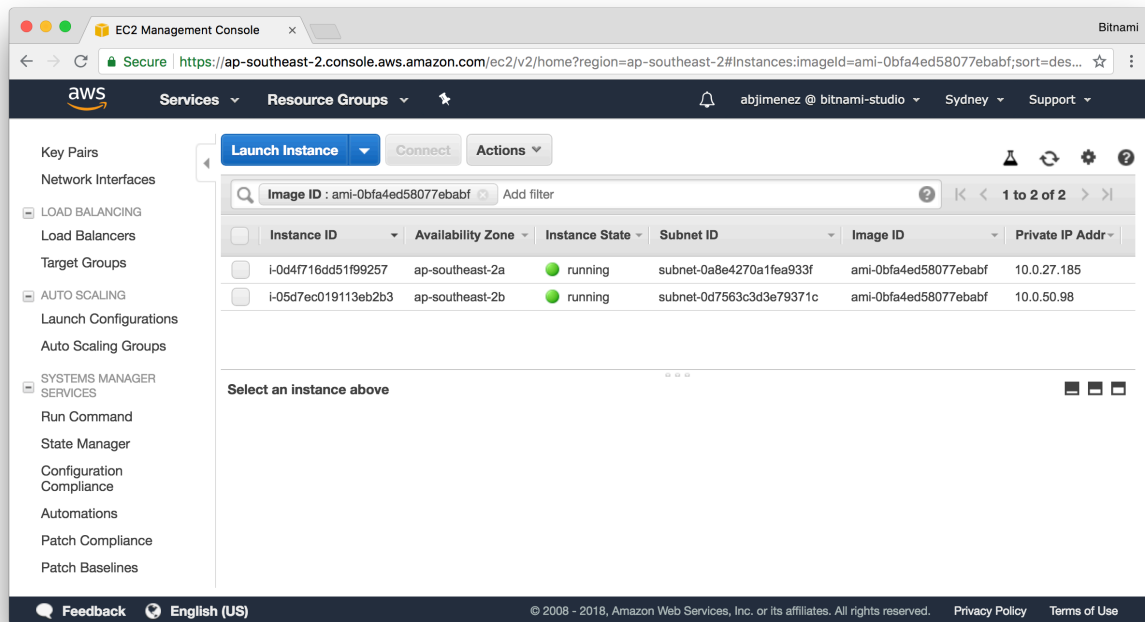 EC2 Management Console
Bitnami
Secure https://ap-southeast-2.console.aws.amazon.com/ec2/v2/home?region=ap-southeast-2#Instances:imageId=ami-0bfa4ed58077ebabf;sort=des...
aws Services Resource Groups abjimenez @ bitnami-studio Sydney Support
Key Pairs
Network Interfaces
LOAD BALANCING
Load Balancers
Target Groups
AUTO SCALING
Launch Configurations
Auto Scaling Groups
SYSTEMS MANAGER
SERVICES
Run Command
State Manager
Configuration
Compliance
Automations
Patch Compliance
Patch Baselines
Launch Instance Connect Actions
Image ID : ami-0bfa4ed58077ebabf Add filter 1 to 2 of 2
Instance ID Availability Zone Instance State Subnet ID Image ID Private IP Addr
i-0d4f716dd51f99257 ap-southeast-2a running subnet-0a8e4270a1fea933f ami-0bfa4ed58077ebabf 10.0.27.185
i-05d7ec019113eb2b3 ap-southeast-2b running subnet-0d7563c3d3e79371c ami-0bfa4ed58077ebabf 10.0.50.98
Select an instance above
Feedback English (US) © 2008 - 2018, Amazon Web Services, Inc. or its affiliates. All rights reserved. Privacy Policy Terms of Use